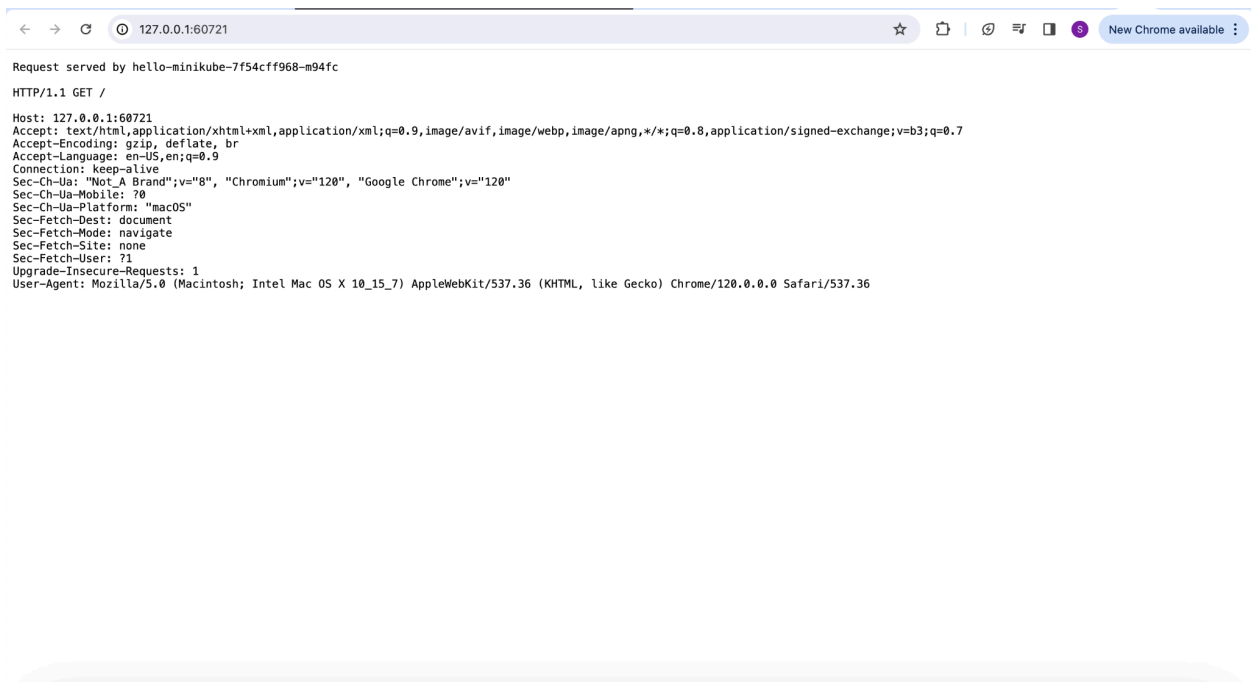 127.0.0.1:60721
S
New Chrome available
Request served by hello-minikube-7f54cff968-m94fc
HTTP/1.1 GET /
Host: 127.0.0.1:60721
Accept: text/html,application/xhtml+xml,application/xml;q=0.9,image/avif,image/webp,image/apng,*/*;q=0.8,application/signed-exchange;v=b3;q=0.7
Accept-Encoding: gzip, deflate, br
Accept-Language: en-US,en;q=0.9
Connection: keep-alive
Sec-Ch-Ua: "Not_A Brand";v="8", "Chromium";v="120", "Google Chrome";v="120"
Sec-Ch-Ua-Mobile: ?0
Sec-Ch-Ua-Platform: "macOS"
Sec-Fetch-Dest: document
Sec-Fetch-Mode: navigate
Sec-Fetch-Site: none
Sec-Fetch-User: ?1
Upgrade-Insecure-Requests: 1
User-Agent: Mozilla/5.0 (Macintosh; Intel Mac OS X 10_15_7) AppleWebKit/537.36 (KHTML, like Gecko) Chrome/120.0.0.0 Safari/537.36